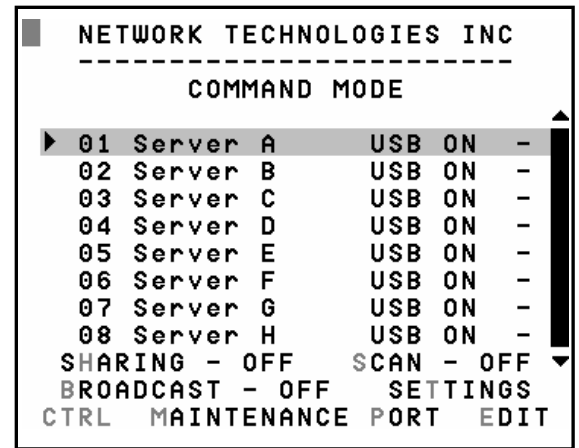 NETWORK TECHNOLOGIES INC
------------------------
COMMAND MODE
01 Server A USB ON -
02 Server B USB ON -
03 Server C USB ON -
04 Server D USB ON -
05 Server E USB ON -
06 Server F USB ON -
07 Server G USB ON -
08 Server H USB ON -
SHARING - OFF SCAN - OFF
BROADCAST - OFF SETTINGS
CTRL MAINTENANCE PORT EDIT